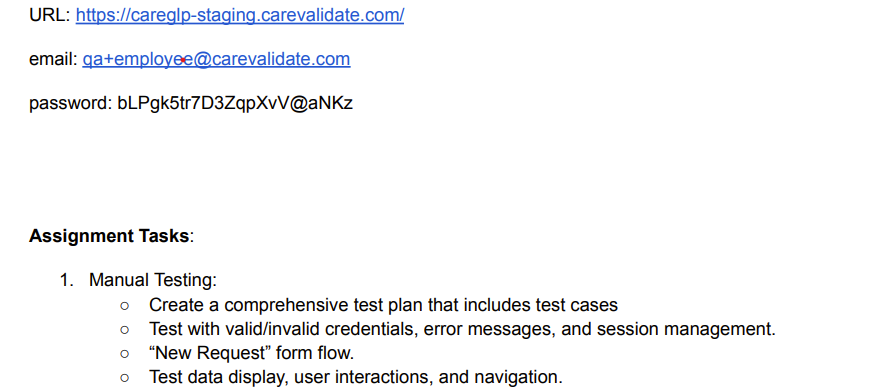 URL: https://careglp-staging.carevalidate.com/
email: qa+employee@carevalidate.com
password: bLPgk5tr7D3ZqpXvV@aNKz
Assignment Tasks:
1. Manual Testing:
○ Create a comprehensive test plan that includes test cases
○ Test with valid/invalid credentials, error messages, and session management.
○ “New Request” form flow.
○ Test data display, user interactions, and navigation.